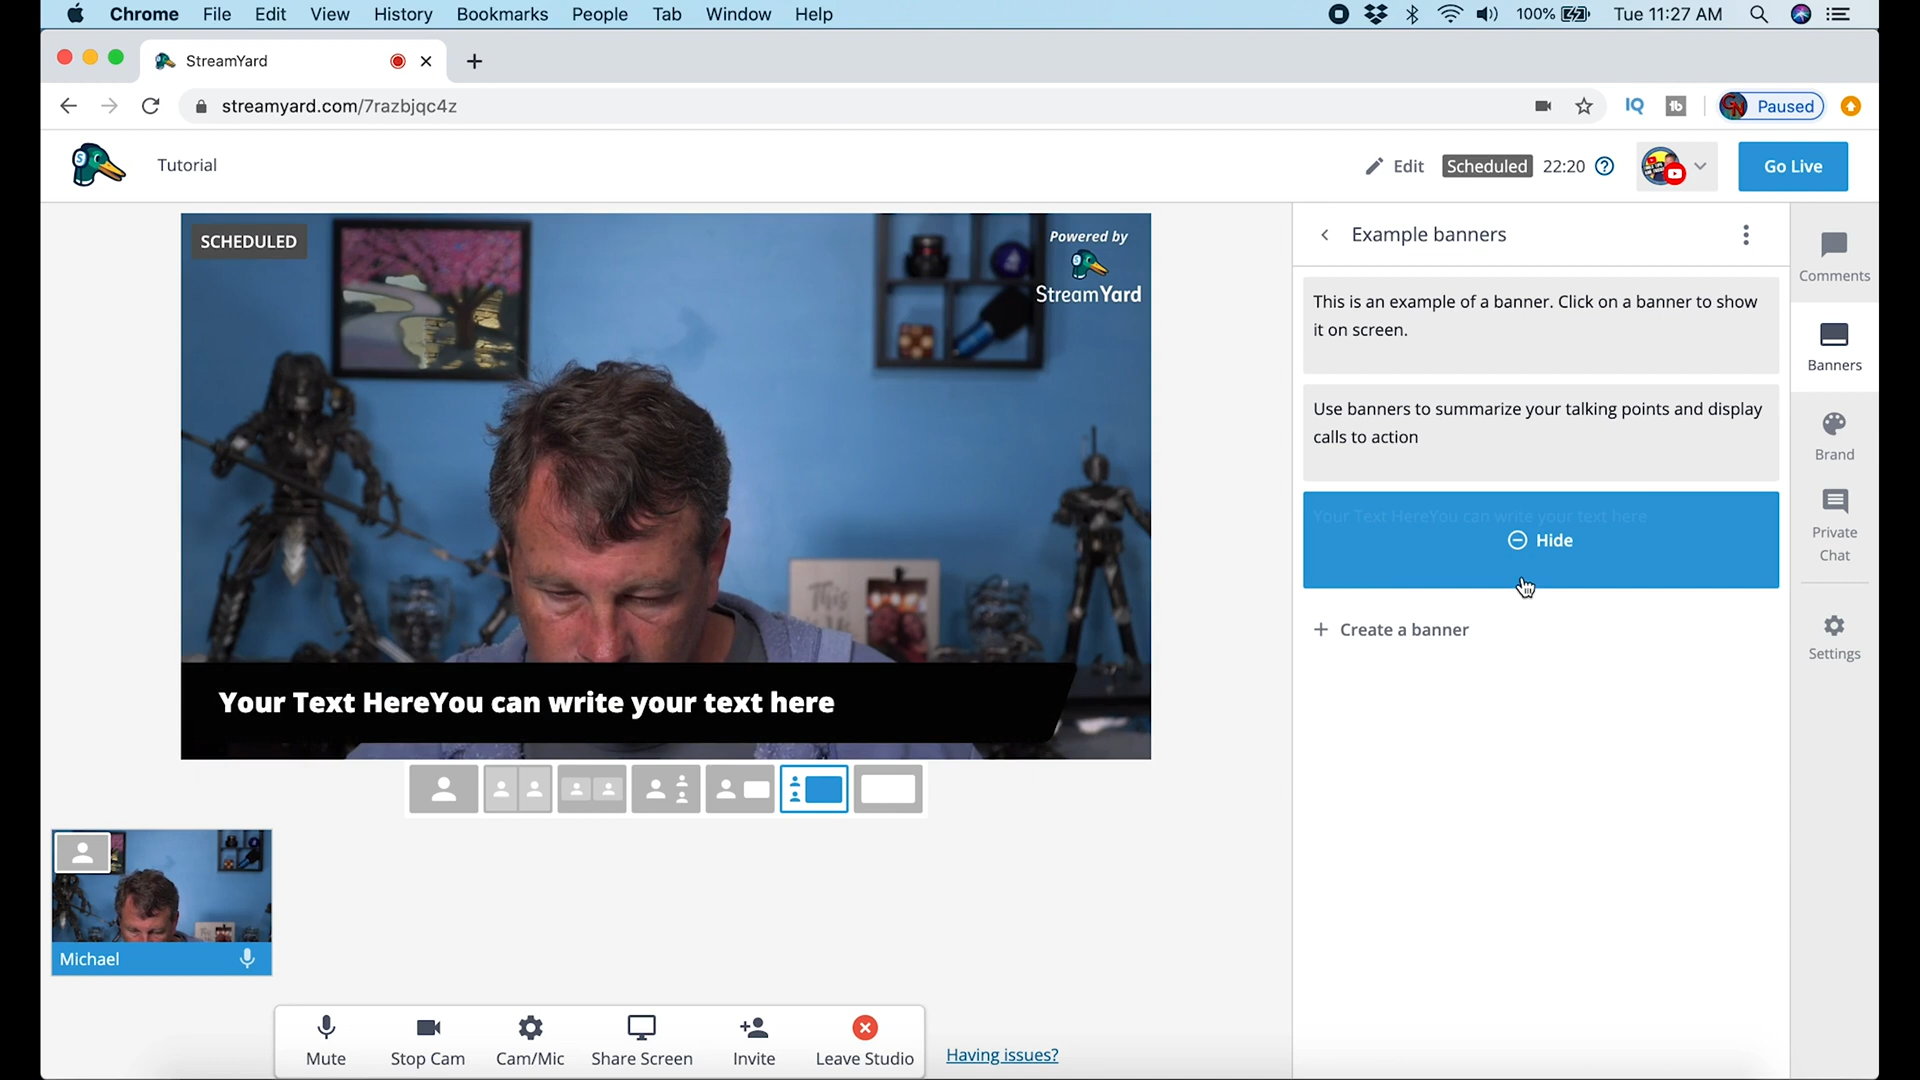 Chrome File Edit View History Bookmarks People Tab Window Help 100% Tue 11:27 AM
StreamYard
streamyard.com/7razbjqc4z IQ tb Paused
Tutorial Edit Scheduled 22:20 Go Live
SCHEDULED
Powered by
StreamYard
Your Text HereYou can write your text here
Michael
Mute Stop Cam Cam/Mic Share Screen Invite Leave Studio Having issues?
Example banners
This is an example of a banner. Click on a banner to show
it on screen.
Use banners to summarize your talking points and display
calls to action
Your Text HereYou can write your text here
Hide
+ Create a banner
Comments
Banners
Brand
Private
Chat
Settings